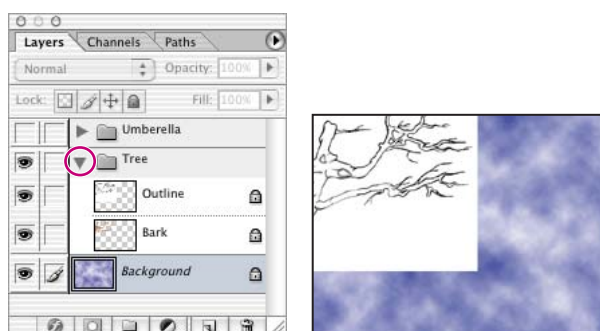 Layers Channels Paths
Normal Opacity: 100%
Lock: Fill: 100%
Umberella
Tree
Outline
Bark
Background